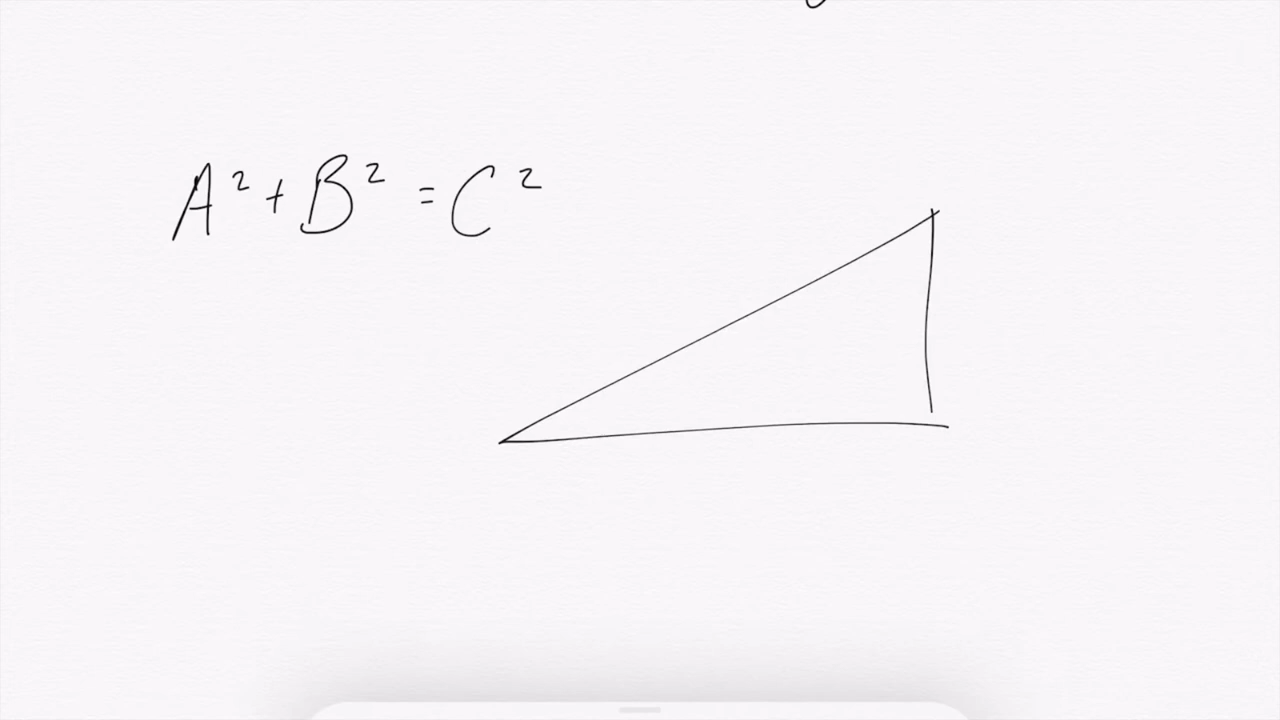 A² + B² = C²